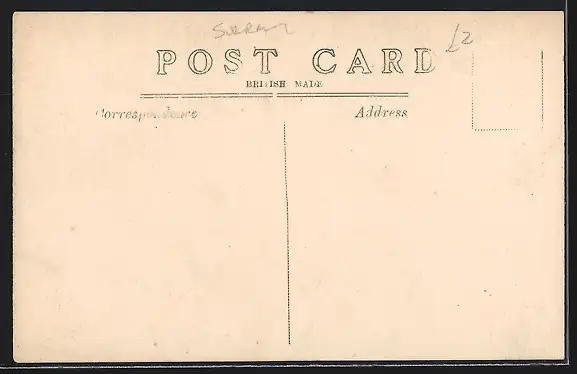 SURREY
£2
POST CARD
BRITISH MADE
Correspondence
Address